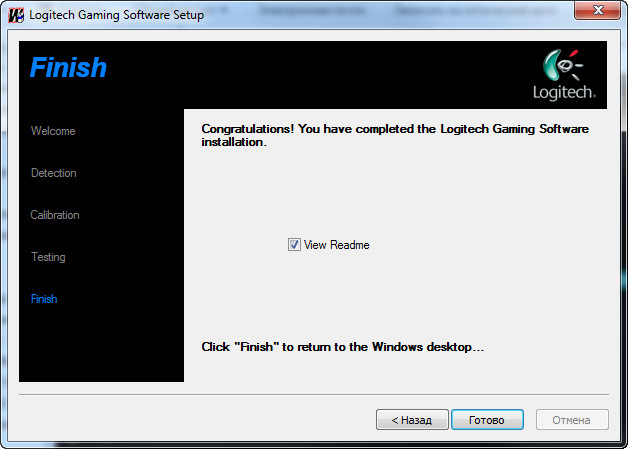 Logitech Gaming Software Setup
Finish
Logitech
Welcome
Detection
Calibration
Testing
Finish
Congratulations! You have completed the Logitech Gaming Software
installation.
View Readme
Click "Finish" to return to the Windows desktop...
< Назад
Готово
Отмена